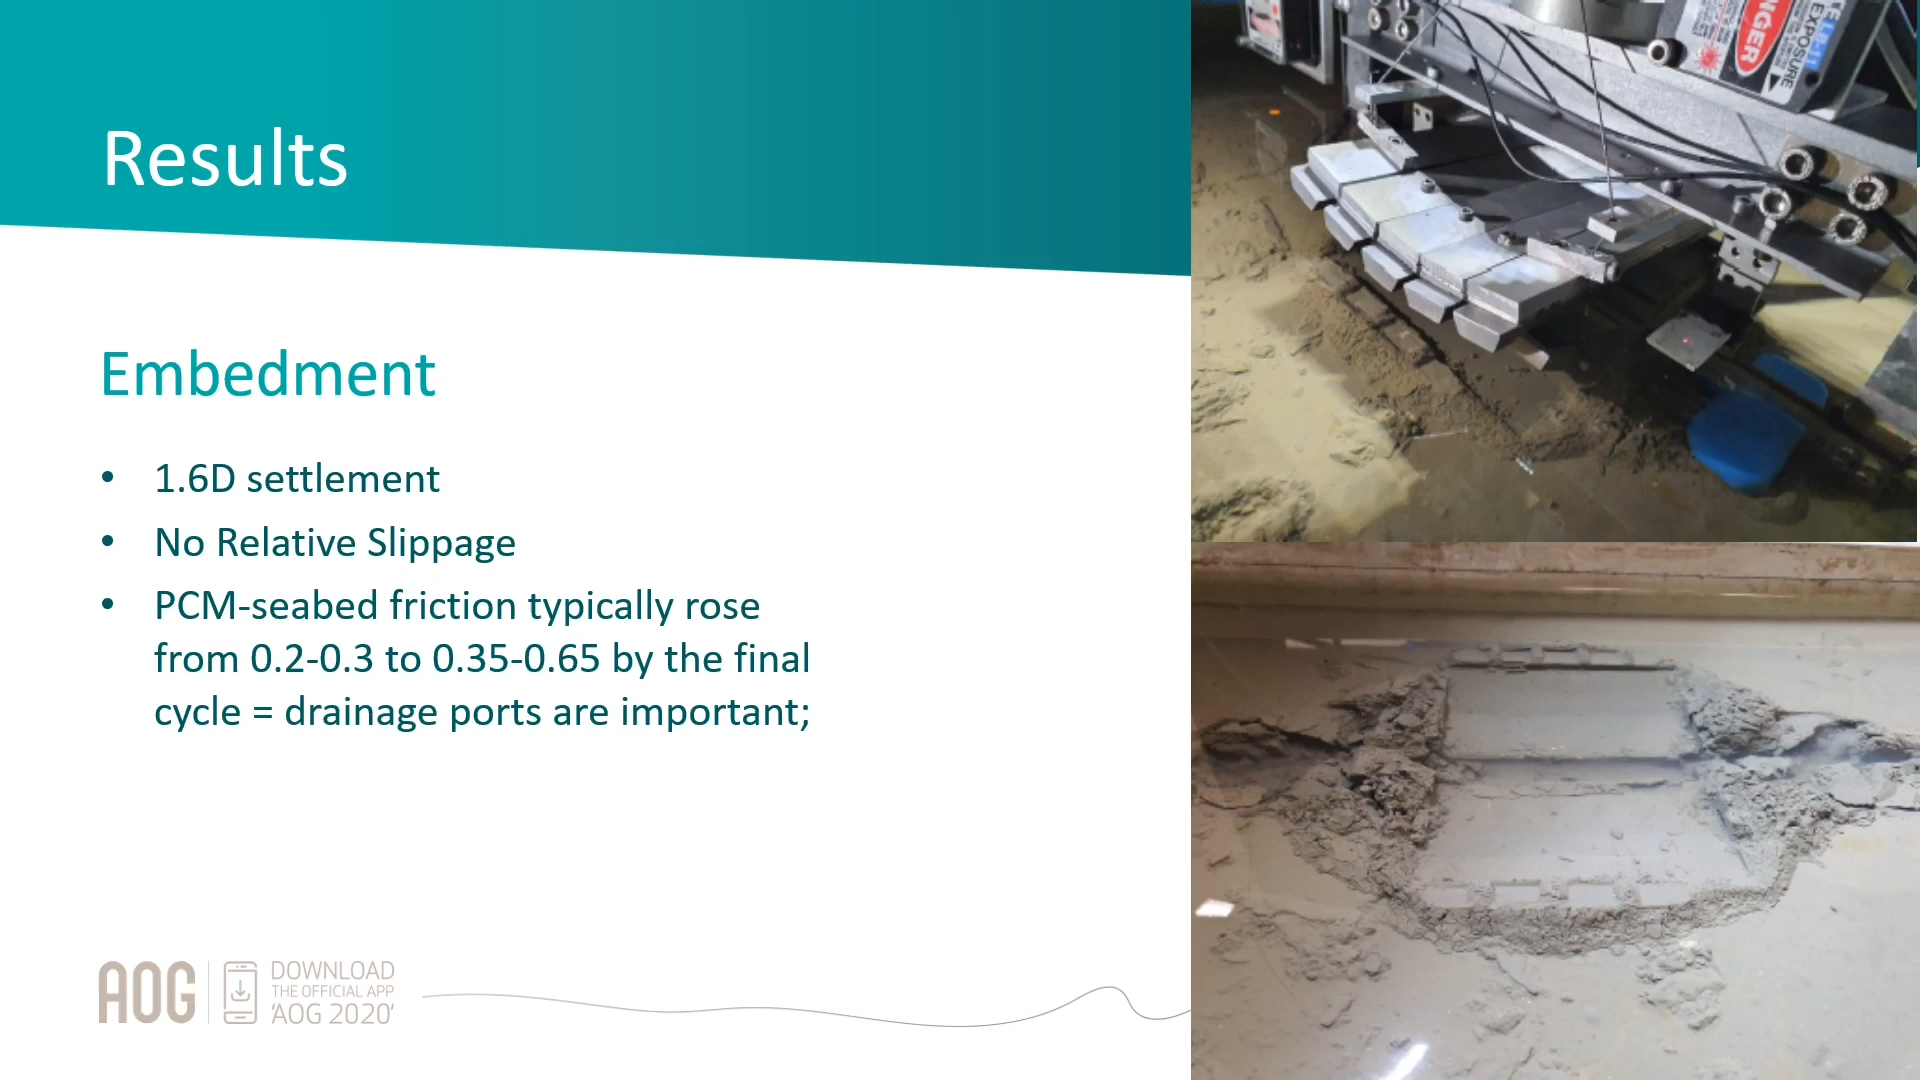 Results
Embedment
• 1.6D settlement
• No Relative Slippage
• PCM-seabed friction typically rose
from 0.2-0.3 to 0.35-0.65 by the final
cycle = drainage ports are important;
AOG
DOWNLOAD
THE OFFICIAL APP
'AOG 2020'
EXPOSURE